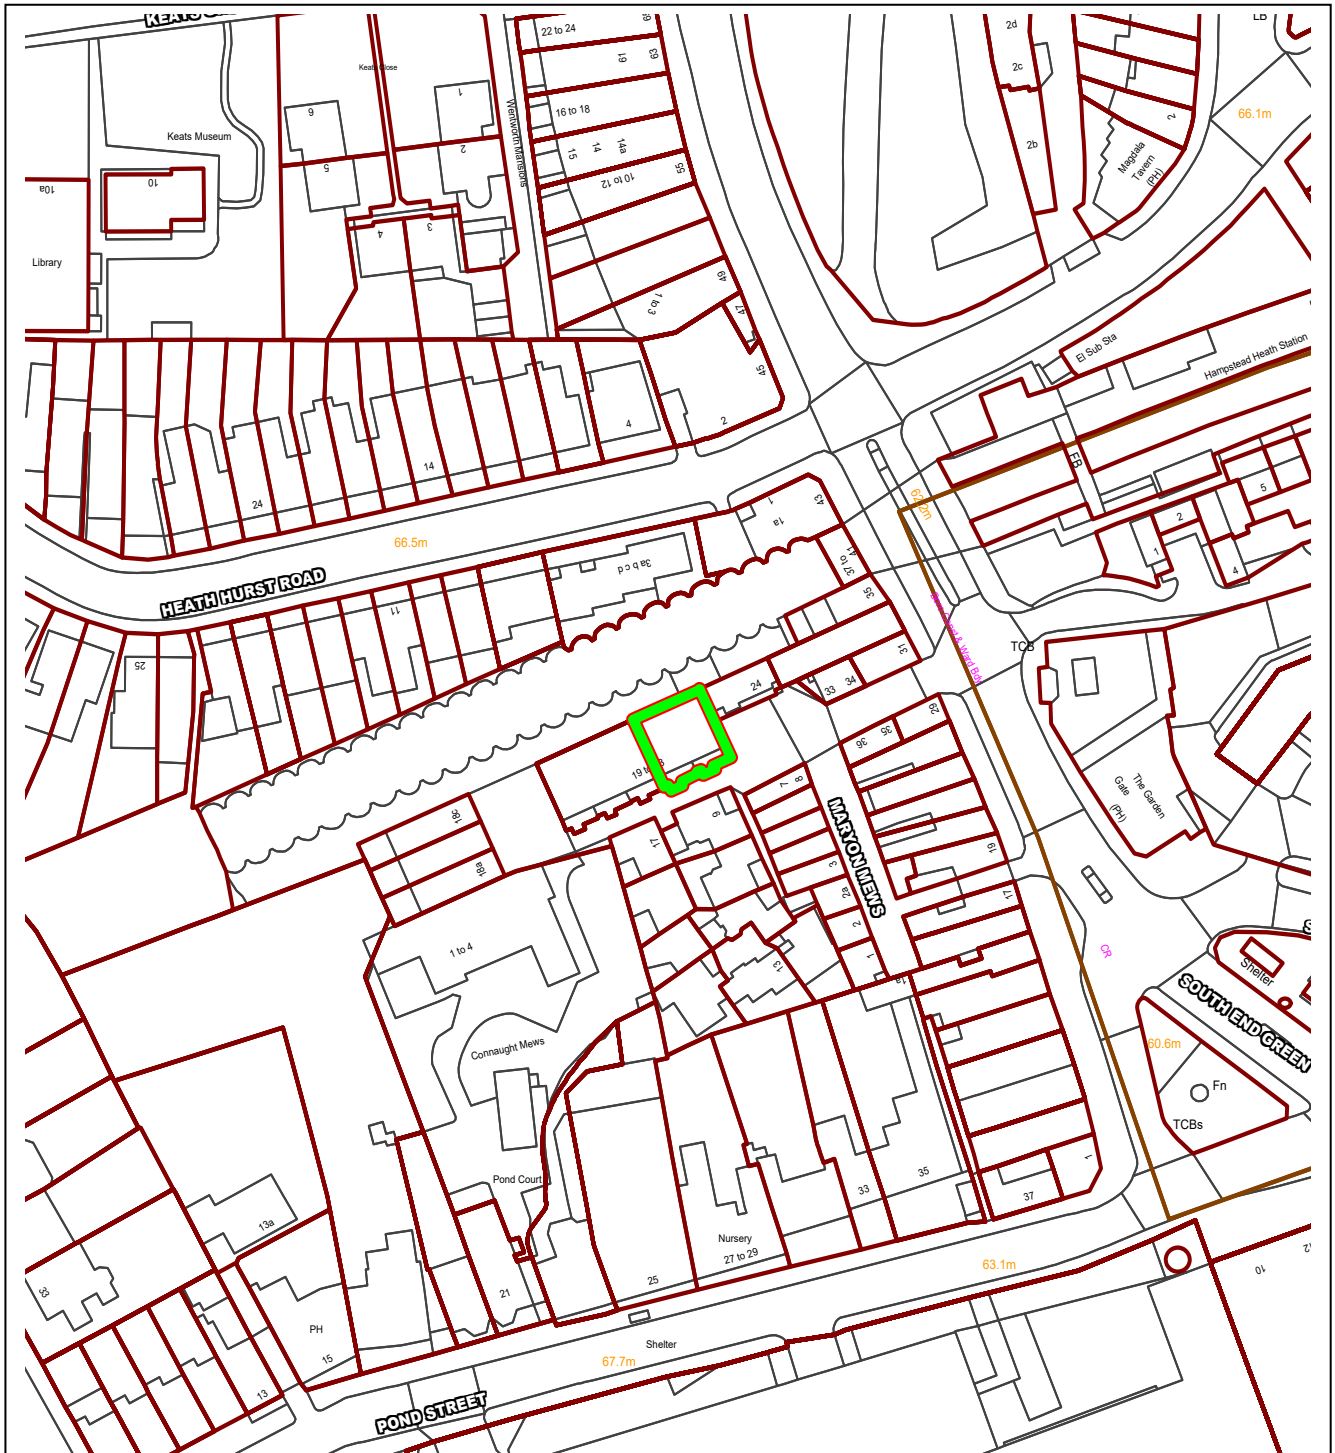 22 to 24
63
61
2d
2c
LB
Keats Close
6
1
Wentworth Mansions
16 to 18
66.1m
Keats Museum
5
2
15
14
14a
55
2b
2
Magdala
Tavern
(PH)
10a
10
10 to 12
4
3
Library
49
1 to 3
47
45
El Sub Sta
Hampstead Heath Station
4
2
14
24
FB
43
1
1a
62.2m
5
2
1
4
66.5m
37 to 41
3a b c d
35
HEATH HURST ROAD
11
31
TCB
25
24
33
34
29
36
35
7
8
The Garden
Gate
(PH)
MARYON MEWS
18c
18a
17
9
3
2a
2
1
1a
19
17
1 to 4
13
CR
Shelter
SOUTH END GREEN
Connaught Mews
60.6m
Fn
TCBs
Pond Court
1
35
33
37
13a
33
Nursery
27 to 29
25
21
63.1m
10
12
PH
15
13
Shelter
67.7m
POND STREET